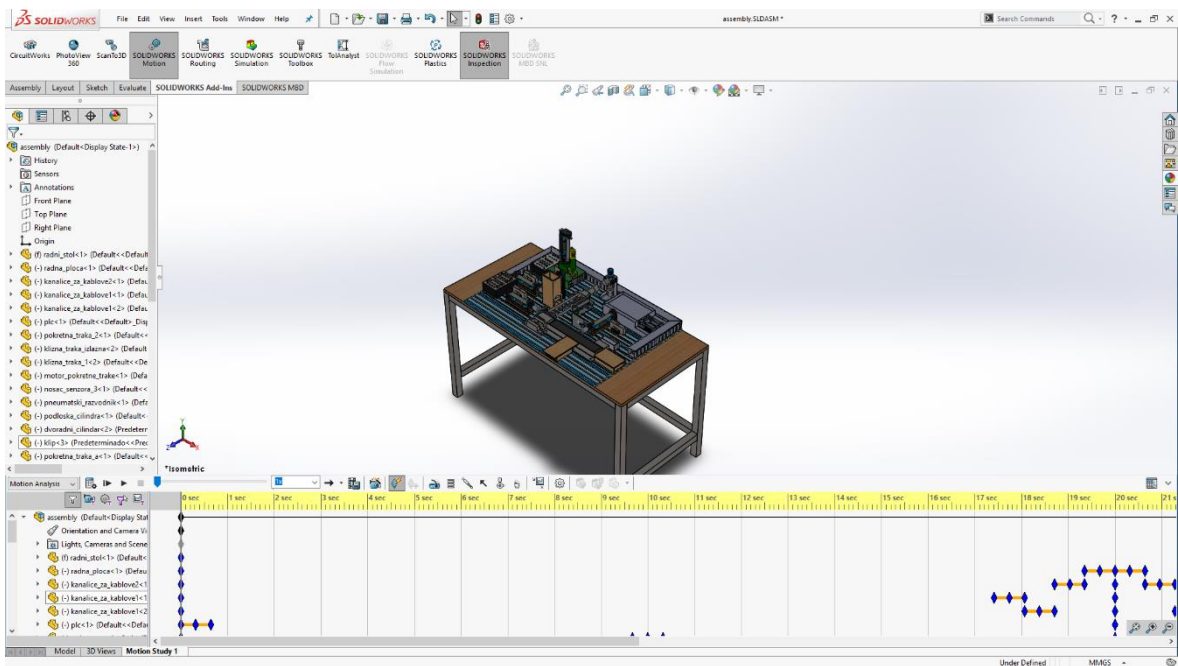 SOLIDWORKS File Edit View Insert Tools Window Help assembly.SLDASM * Search Commands
CircuitWorks PhotoView 360 ScanTo3D SOLIDWORKS Motion SOLIDWORKS Routing SOLIDWORKS Simulation SOLIDWORKS Toolbox TolAnalyst SOLIDWORKS Flow Simulation SOLIDWORKS Plastics SOLIDWORKS Inspection SOLIDWORKS MBD SNL
Assembly Layout Sketch Evaluate SOLIDWORKS Add-Ins SOLIDWORKS MBD
assembly (Default<Display State-1>)
History
Sensors
Annotations
Front Plane
Top Plane
Right Plane
Origin
(f) radni_stol<1> (Default<<Default
(-) radna_ploca<1> (Default<<Defa
(-) kanalice_za_kablove2<1> (Defau
(-) kanalice_za_kablove1<1> (Defau
(-) kanalice_za_kablove1<2> (Defau
(-) plc<1> (Default<<Default>_Disp
(-) pokretna_traka_2<1> (Default<<
(-) klizna_traka_izlazna<2> (Default
(-) klizna_traka_1<2> (Default<<De
(-) motor_pokretne_trake<1> (Defa
(-) nosac_senzora_3<1> (Default<<
(-) pneumatski_razvodnik<1> (Defa
(-) podloska_cilindra<1> (Default<
(-) dvoradni_cilindar<2> (Predeterr
(-) klip<3> (Predeterminado<<Pred
(-) pokretna_traka_a<1> (Default<<
Y
Z
X
*Isometric
Motion Analysis 1x
0 sec 1 sec 2 sec 3 sec 4 sec 5 sec 6 sec 7 sec 8 sec 9 sec 10 sec 11 sec 12 sec 13 sec 14 sec 15 sec 16 sec 17 sec 18 sec 19 sec 20 sec 21 s
assembly (Default<Display Stat
Orientation and Camera Vi
Lights, Cameras and Scene
(f) radni_stol<1> (Default<
(-) radna_ploca<1> (Defau
(-) kanalice_za_kablove2<1
(-) kanalice_za_kablove1<1
(-) kanalice_za_kablove1<2
(-) plc<1> (Default<<Defau
Model 3D Views Motion Study 1
Under Defined MMGS